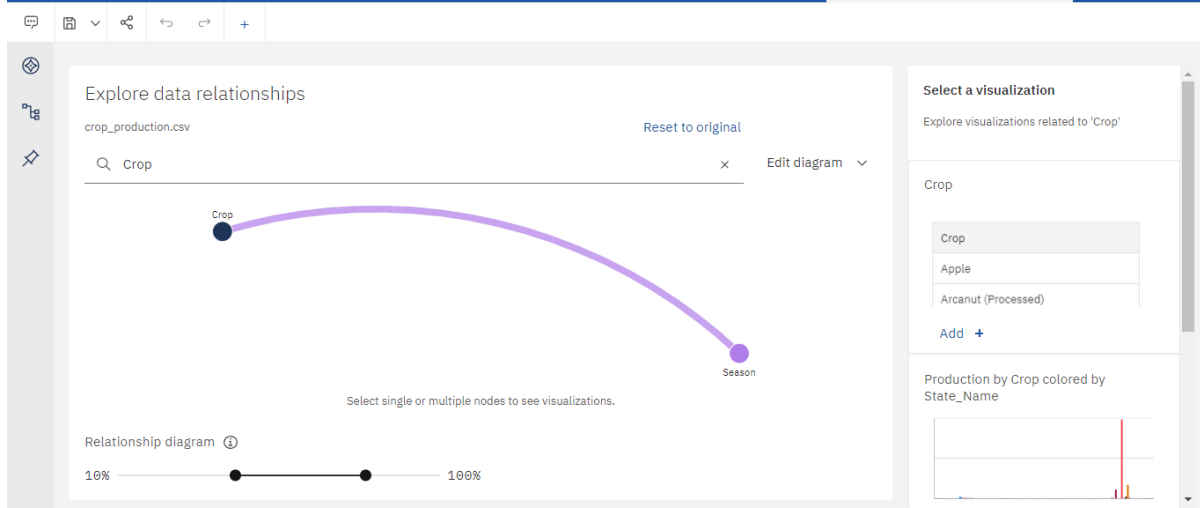 Explore data relationships
crop_production.csv
Reset to original
Crop
Edit diagram
Crop
Season
Select single or multiple nodes to see visualizations.
Relationship diagram
10%
100%
Select a visualization
Explore visualizations related to 'Crop'
Crop
Crop
Apple
Arcanut (Processed)
Add +
Production by Crop colored by
State_Name